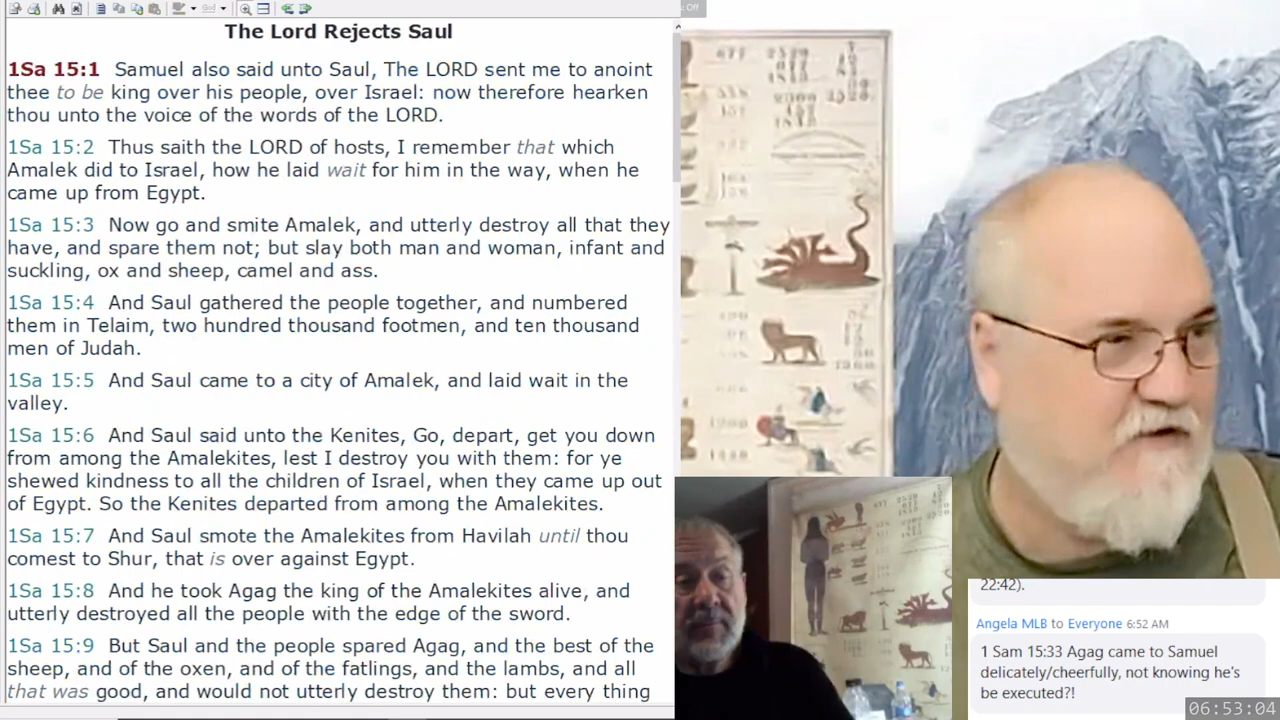 The Lord Rejects Saul
1Sa 15:1 Samuel also said unto Saul, The LORD sent me to anoint
thee to be king over his people, over Israel: now therefore hearken
thou unto the voice of the words of the LORD.
1Sa 15:2 Thus saith the LORD of hosts, I remember that which
Amalek did to Israel, how he laid wait for him in the way, when he
came up from Egypt.
1Sa 15:3 Now go and smite Amalek, and utterly destroy all that they
have, and spare them not; but slay both man and woman, infant and
suckling, ox and sheep, camel and ass.
1Sa 15:4 And Saul gathered the people together, and numbered
them in Telaim, two hundred thousand footmen, and ten thousand
men of Judah.
1Sa 15:5 And Saul came to a city of Amalek, and laid wait in the
valley.
1Sa 15:6 And Saul said unto the Kenites, Go, depart, get you down
from among the Amalekites, lest I destroy you with them: for ye
shewed kindness to all the children of Israel, when they came up out
of Egypt. So the Kenites departed from among the Amalekites.
1Sa 15:7 And Saul smote the Amalekites from Havilah until thou
comest to Shur, that is over against Egypt.
1Sa 15:8 And he took Agag the king of the Amalekites alive, and
utterly destroyed all the people with the edge of the sword.
1Sa 15:9 But Saul and the people spared Agag, and the best of the
sheep, and of the oxen, and of the fatlings, and the lambs, and all
that was good, and would not utterly destroy them: but every thing
Off
677
22:42).
Angela MLB to Everyone 6:52 AM
1 Sam 15:33 Agag came to Samuel
delicately/cheerfully, not knowing he's
be executed?!
06:53:04